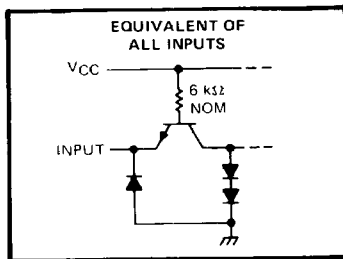 EQUIVALENT OF
ALL INPUTS
VCC
6 kΩ
NOM
INPUT